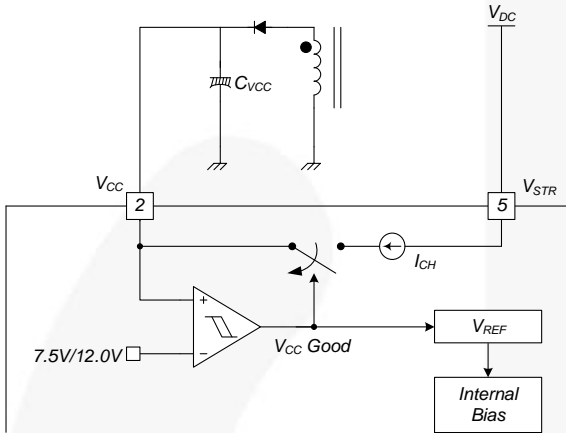 V_DC
C_VCC
V_CC
V_STR
2
5
I_CH
+
7.5V/12.0V
−
V_CC Good
V_REF
Internal
Bias